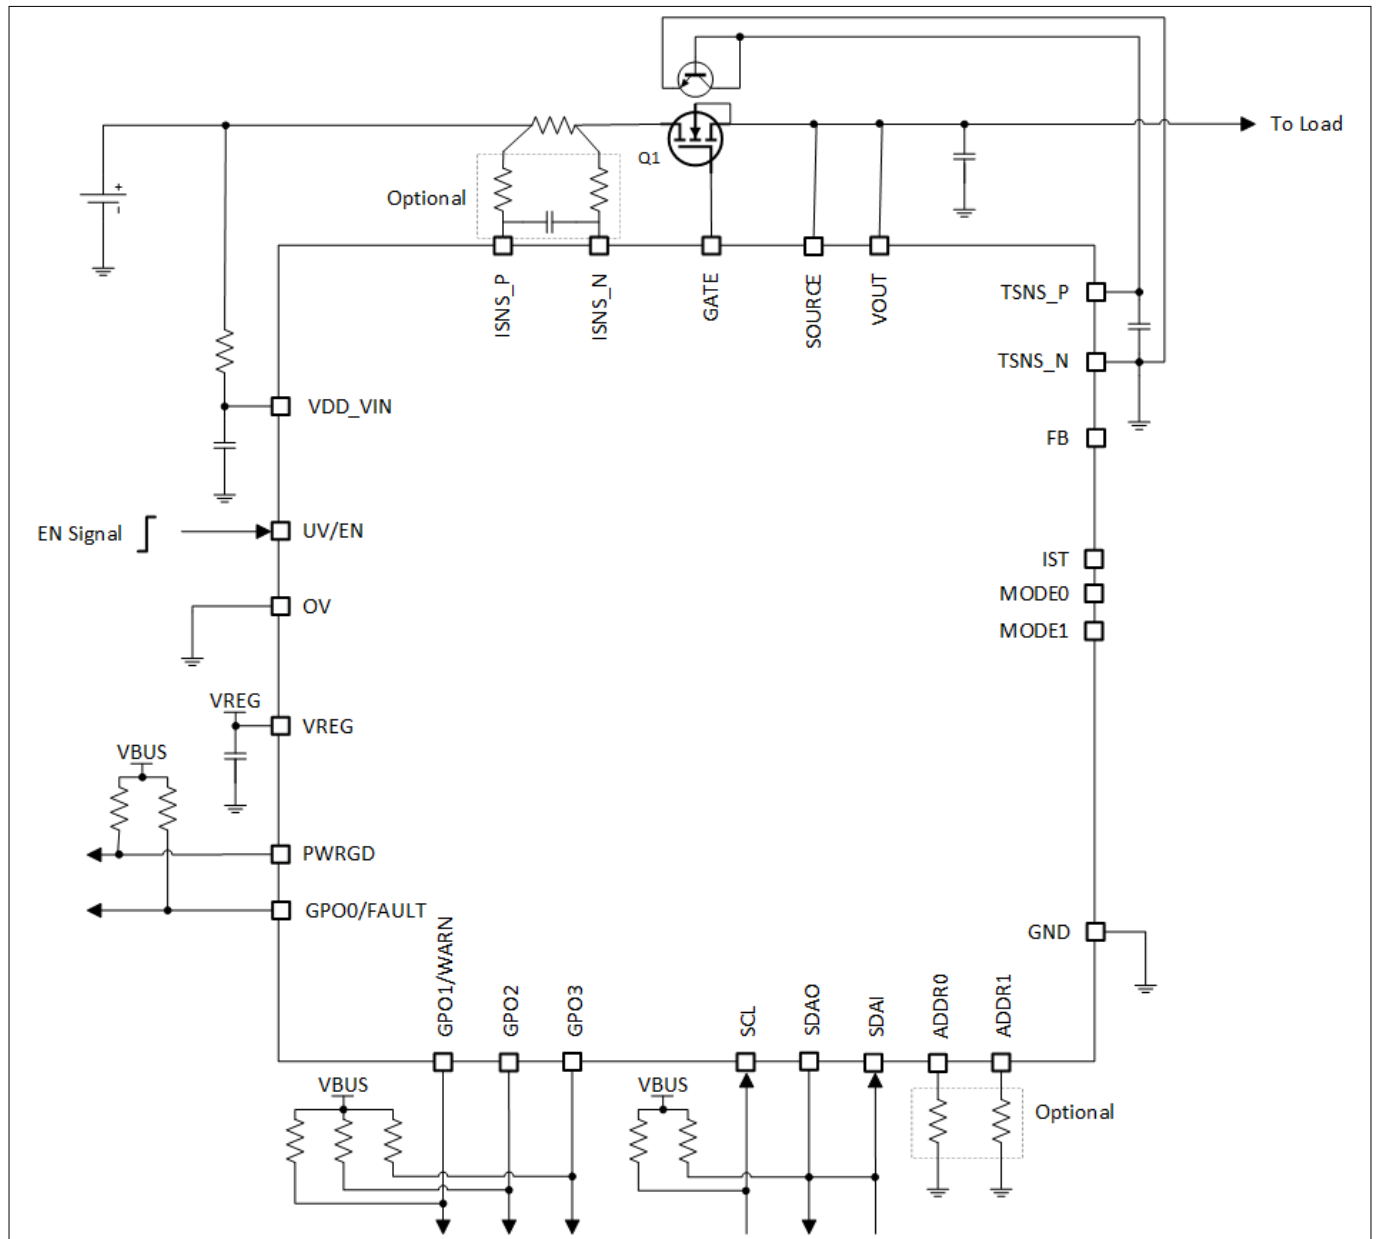 To Load
Q1
Optional
+
-
ISNS_P
ISNS_N
GATE
SOURCE
VOUT
TSNS_P
TSNS_N
VDD_VIN
FB
EN Signal
UV/EN
IST
MODE0
OV
MODE1
VREG
VREG
VBUS
PWRGD
GPO0/FAULT
GND
GPO1/WARN
GPO2
GPO3
SCL
SDAO
SDAI
ADDR0
ADDR1
VBUS
VBUS
Optional